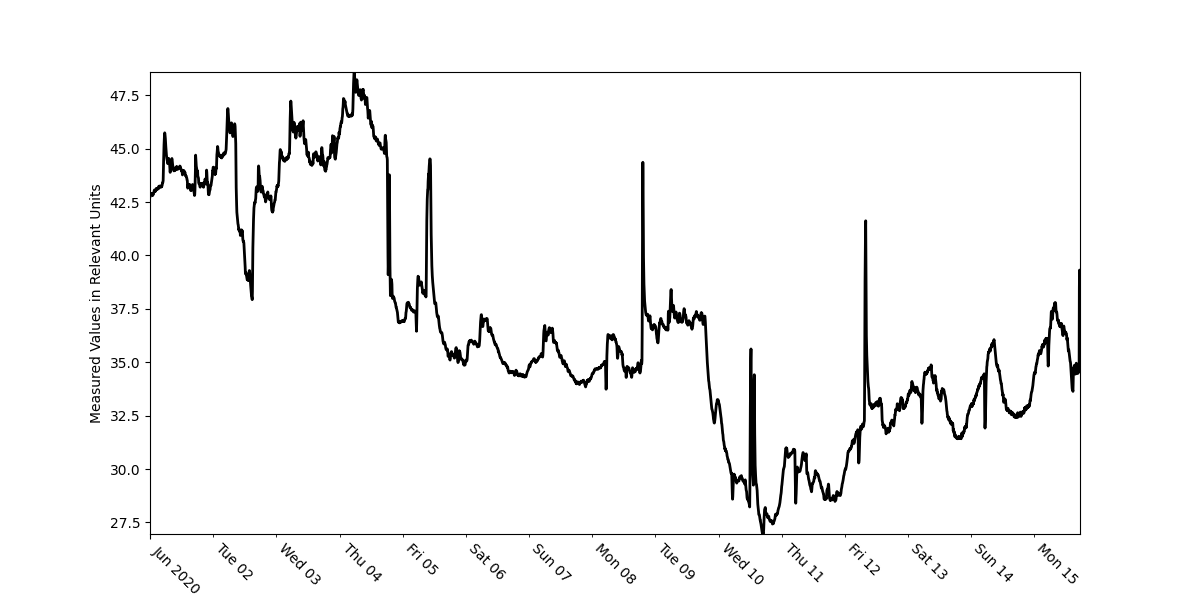 47.5
45.0
42.5
40.0
37.5
35.0
32.5
30.0
27.5
Measured Values in Relevant Units
Jun 2020
Tue 02
Wed 03
Thu 04
Fri 05
Sat 06
Sun 07
Mon 08
Tue 09
Wed 10
Thu 11
Fri 12
Sat 13
Sun 14
Mon 15